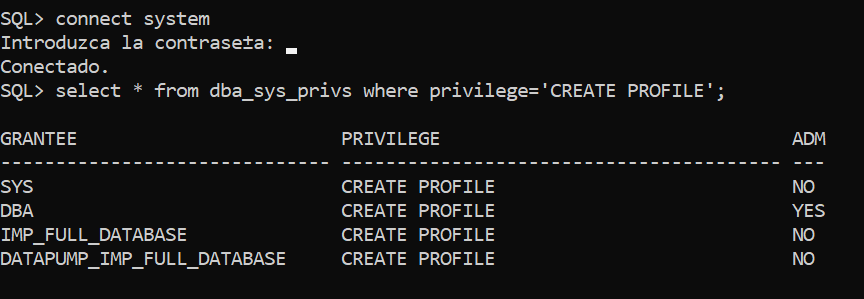 SQL> connect system
Introduzca la contrase±a:
Conectado.
SQL> select * from dba_sys_privs where privilege='CREATE PROFILE';
GRANTEE PRIVILEGE ADM
------------------------------ ---------------------------------------- ---
SYS CREATE PROFILE NO
DBA CREATE PROFILE YES
IMP_FULL_DATABASE CREATE PROFILE NO
DATAPUMP_IMP_FULL_DATABASE CREATE PROFILE NO